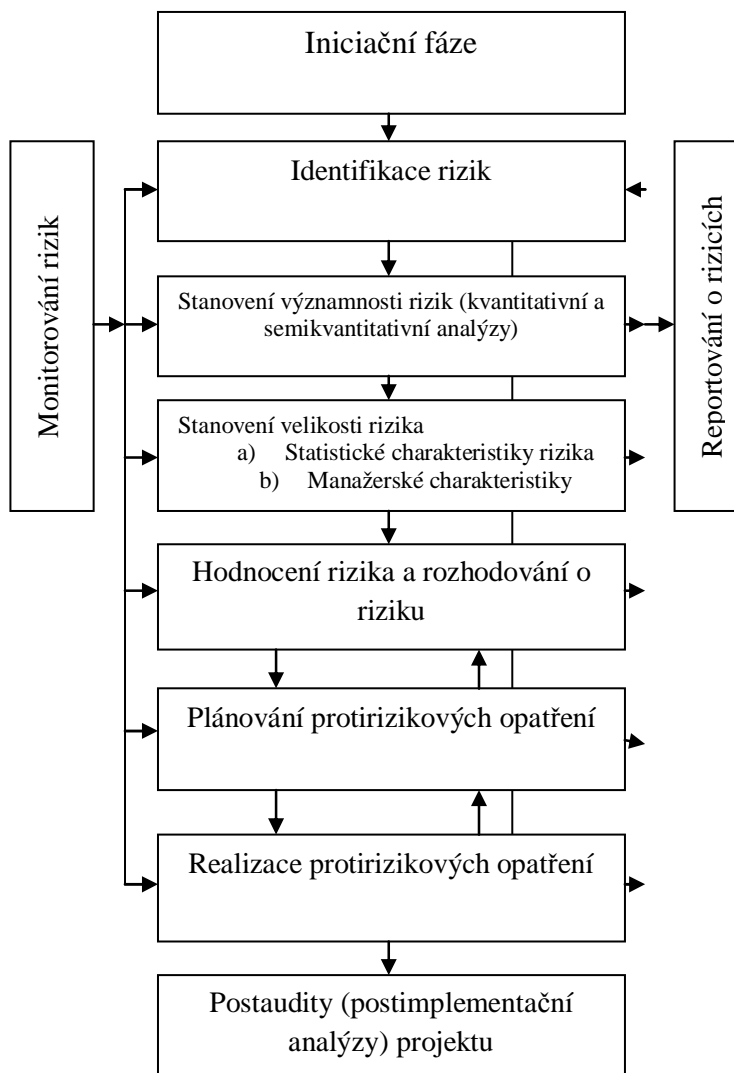 Iniciační fáze
Monitorování rizik
Identifikace rizik
Reportování o rizicích
Stanovení významnosti rizik (kvantitativní a
semikvantitativní analýzy)
Stanovení velikosti rizika
a) Statistické charakteristiky rizika
b) Manažerské charakteristiky
Hodnocení rizika a rozhodování o
riziku
Plánování protirizikových opatření
Realizace protirizikových opatření
Postaudity (postimplementační
analýzy) projektu